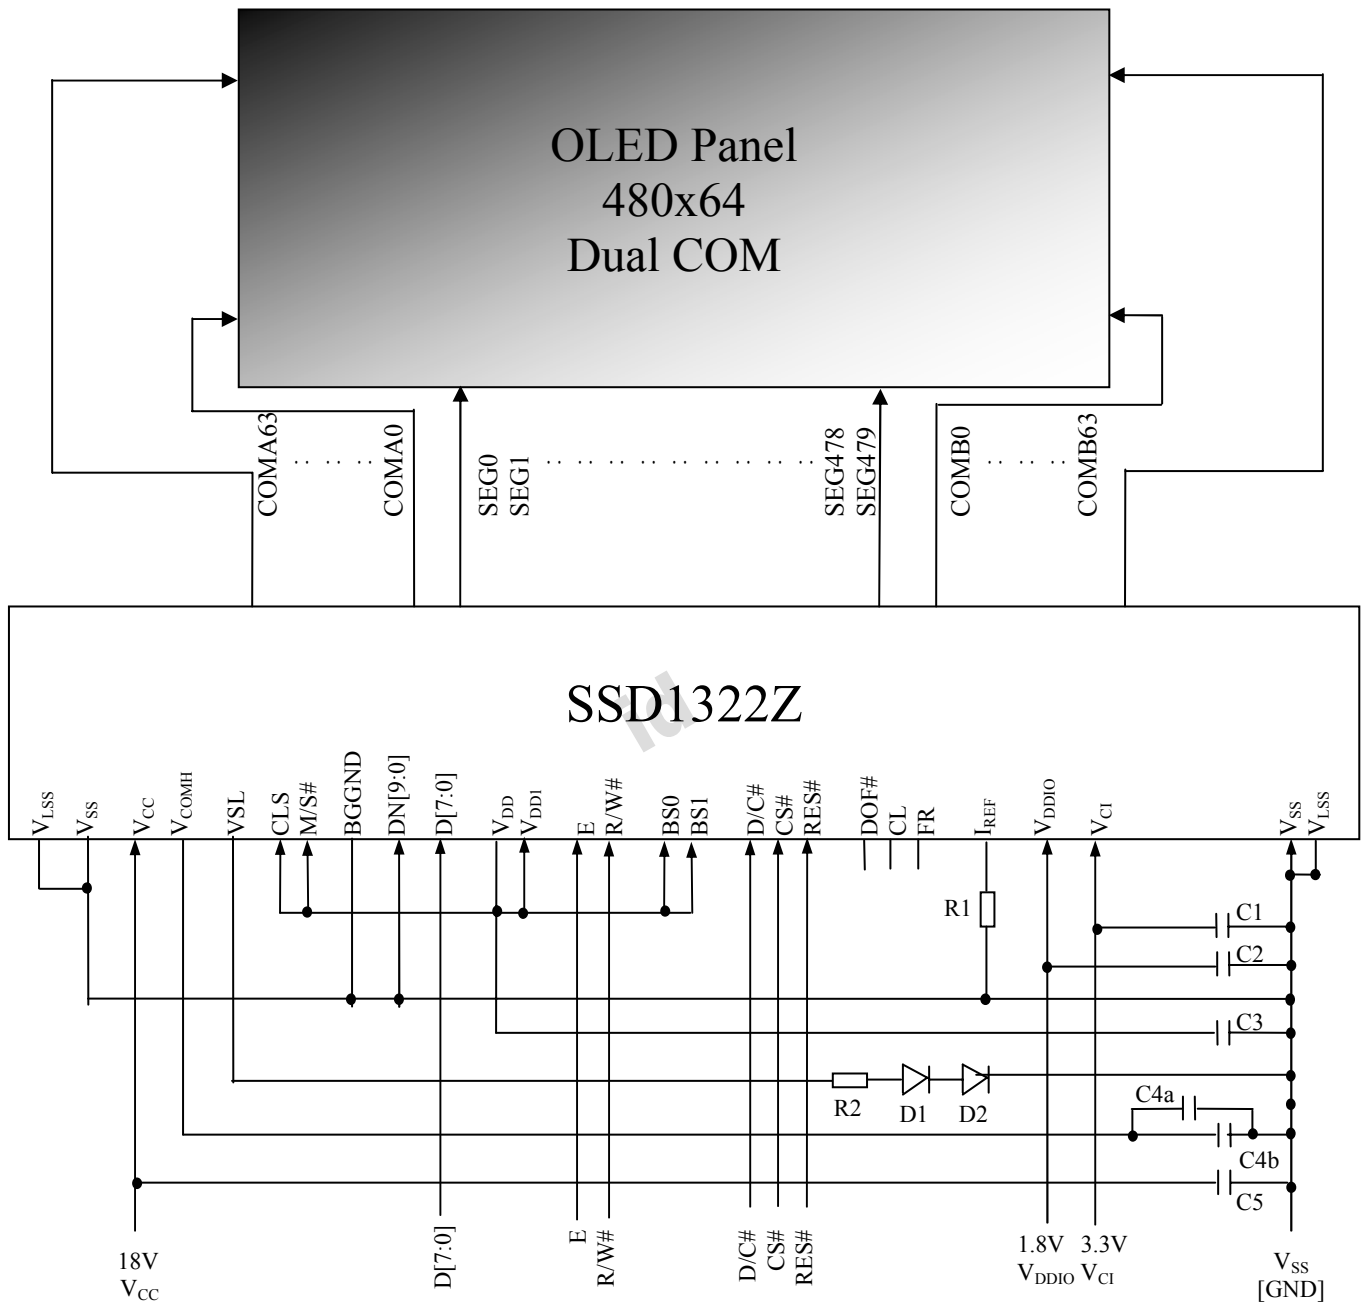 OLED Panel
480x64
Dual COM
COMA63
.. .. ..
COMA0
SEG0
SEG1
SEG478
SEG479
COMB0
.. .. ..
COMB63
SSD1322Z
id
VLSS
VSS
VCC
VCOMH
VSL
CLS
M/S#
BGGND
DN[9:0]
D[7:0]
VDD
VDD1
E
R/W#
BS0
BS1
D/C#
CS#
RES#
DOF#
CL
FR
IREF
VDDIO
VCI
VSS
VLSS
R1
C1
C2
C3
R2
D1
D2
C4a
C4b
C5
18V
VCC
D[7:0]
E
R/W#
D/C#
CS#
RES#
1.8V
VDDIO
3.3V
VCI
VSS
[GND]